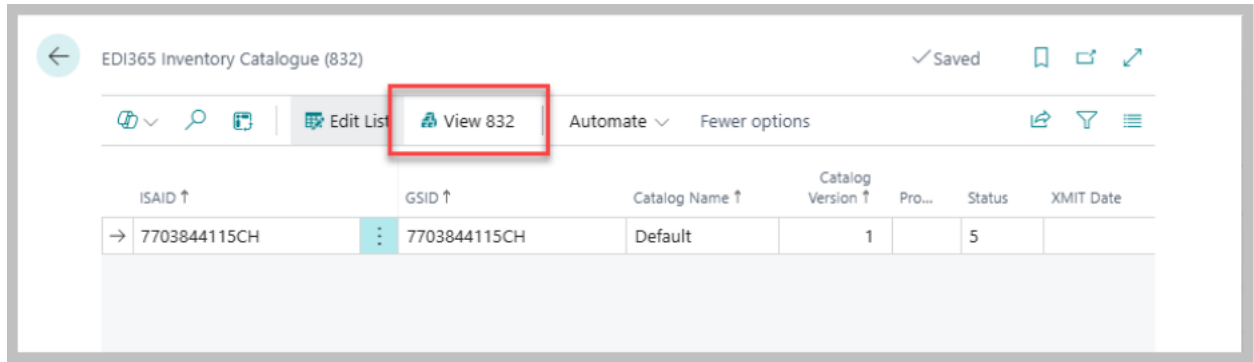 EDI365 Inventory Catalogue (832)
Saved
Edit List
View 832
Automate
Fewer options
ISAID ↑
GSID ↑
Catalog Name ↑
Catalog
Version ↑
Pro...
Status
XMIT Date
7703844115CH
7703844115CH
Default
1
5